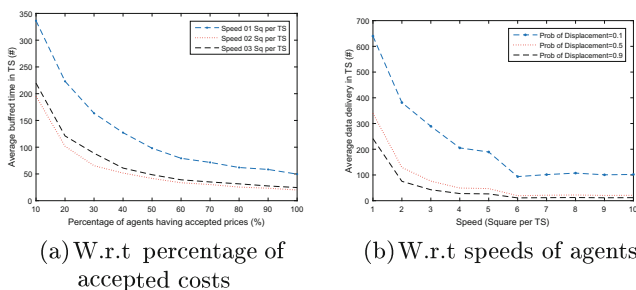 Average buffred time in TS (#)
350
300
250
200
150
100
50
0
10 20 30 40 50 60 70 80 90 100
Percentage of agents having accepted prices (%)
Speed 01 Sq per TS
Speed 02 Sq per TS
Speed 03 Sq per TS
(a) W.r.t percentage of
accepted costs
Average data delivery in TS (#)
700
600
500
400
300
200
100
0
1 2 3 4 5 6 7 8 9 10
Speed (Square per TS)
Prob of Displacement=0.1
Prob of Displacement=0.5
Prob of Displacement=0.9
(b) W.r.t speeds of agents